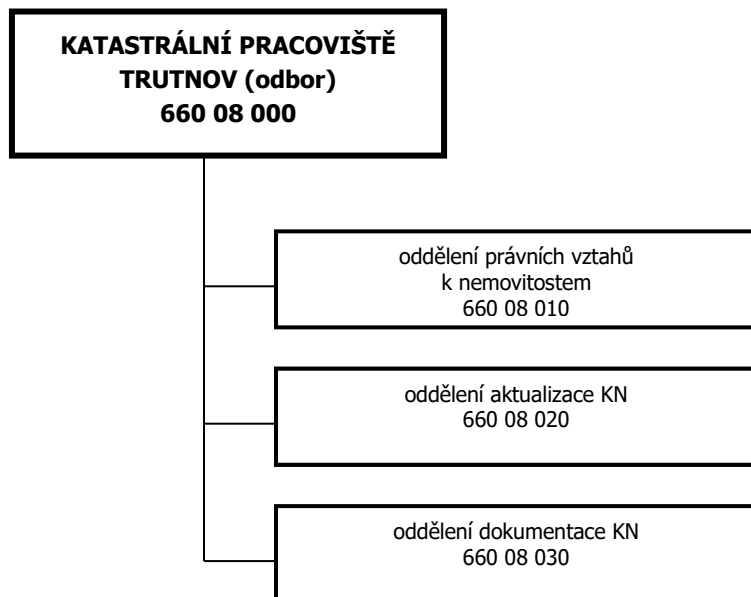 KATASTRÁLNÍ PRACOVIŠTĚ
TRUTNOV (odbor)
660 08 000
oddělení právních vztahů
k nemovitostem
660 08 010
oddělení aktualizace KN
660 08 020
oddělení dokumentace KN
660 08 030